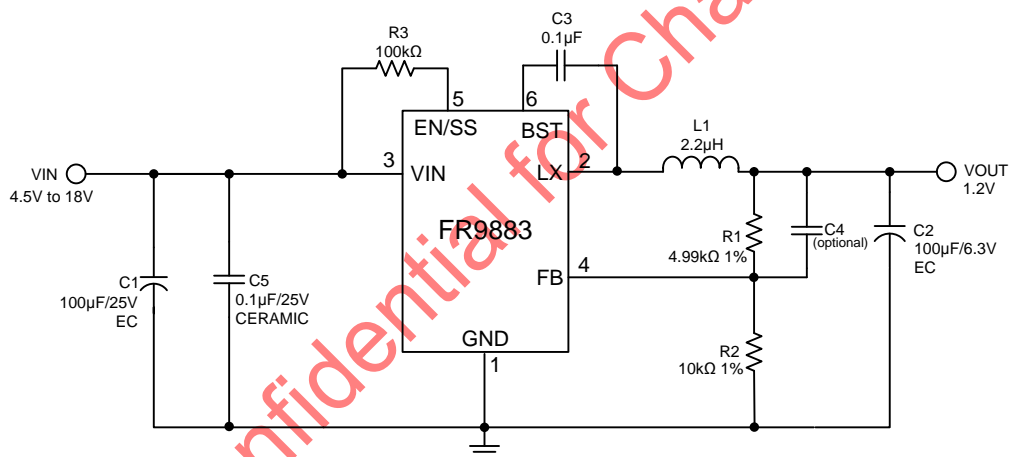 C3
0.1µF
R3
100kΩ
5
6
EN/SS
BST
L1
2.2µH
VIN
4.5V to 18V
3
VIN
LX
2
VOUT
1.2V
FR9883
R1
4.99kΩ 1%
C4
(optional)
C2
100µF/6.3V
EC
FB
4
C1
100µF/25V
EC
C5
0.1µF/25V
CERAMIC
GND
1
R2
10kΩ 1%
nfidential for Cha